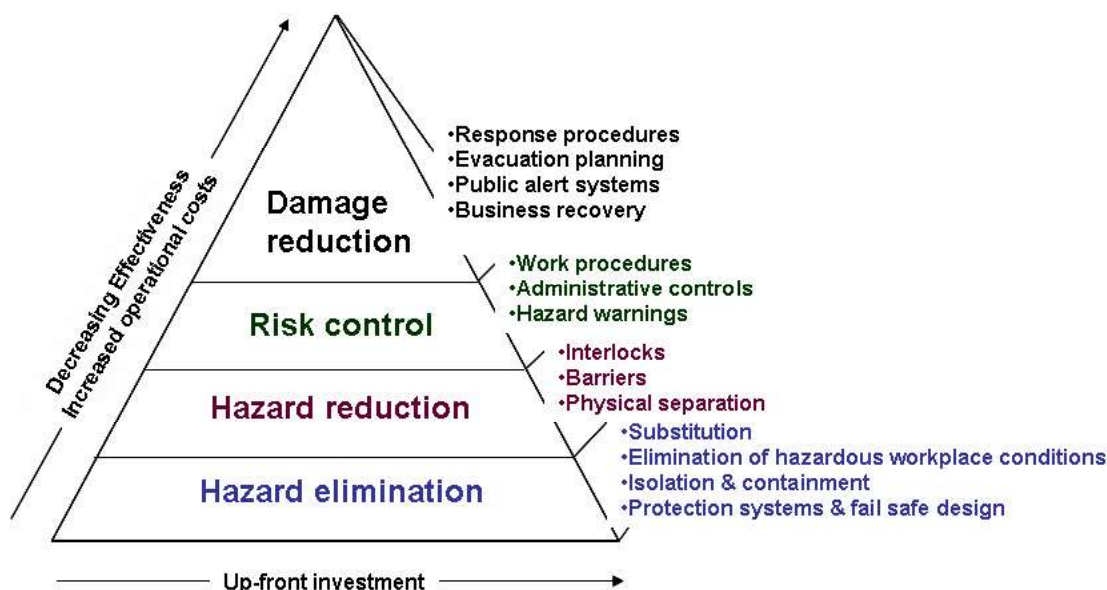 Decreasing Effectiveness
Increased operational costs
Damage
reduction
•Response procedures
•Evacuation planning
•Public alert systems
•Business recovery
Risk control
•Work procedures
•Administrative controls
•Hazard warnings
Hazard reduction
•Interlocks
•Barriers
•Physical separation
Hazard elimination
•Substitution
•Elimination of hazardous workplace conditions
•Isolation & containment
•Protection systems & fail safe design
Up-front investment